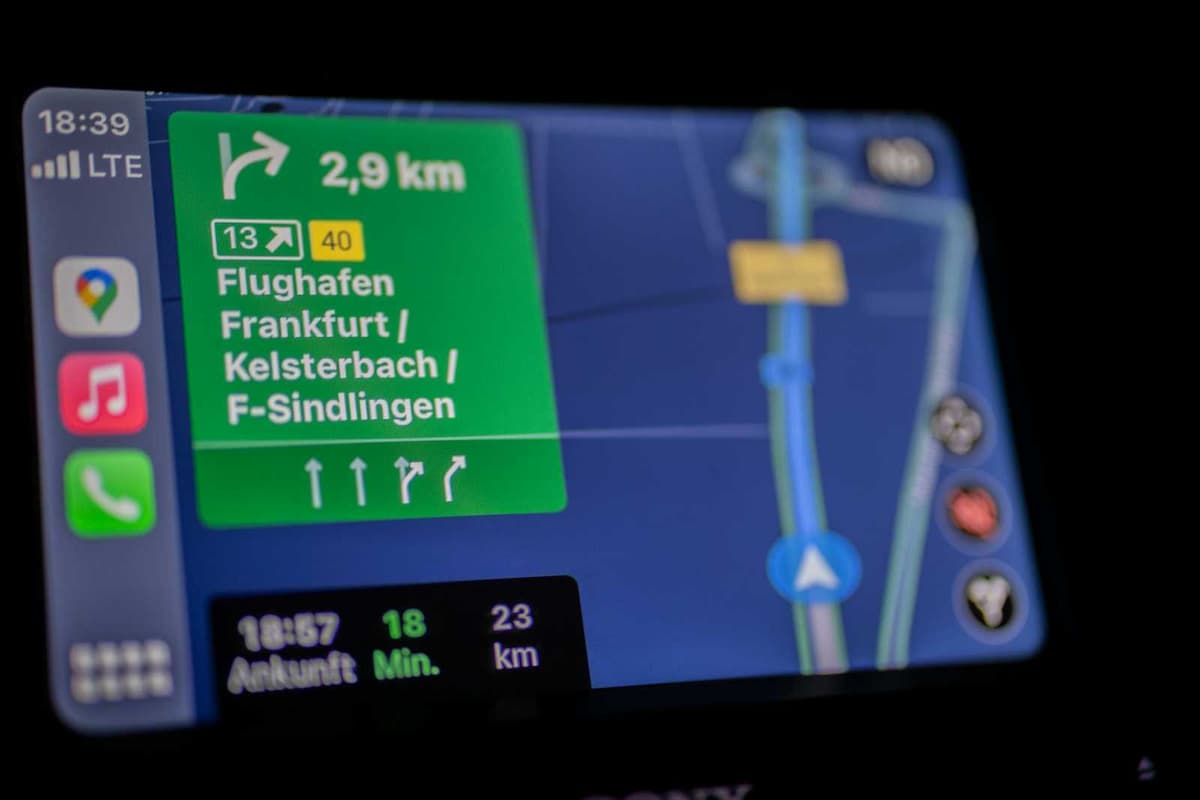 18:39
LTE
2,9 km
13 40
Flughafen
Frankfurt /
Kelsterbach /
F-Sindlingen
18:57 18 23
Ankunft Min. km
SONY